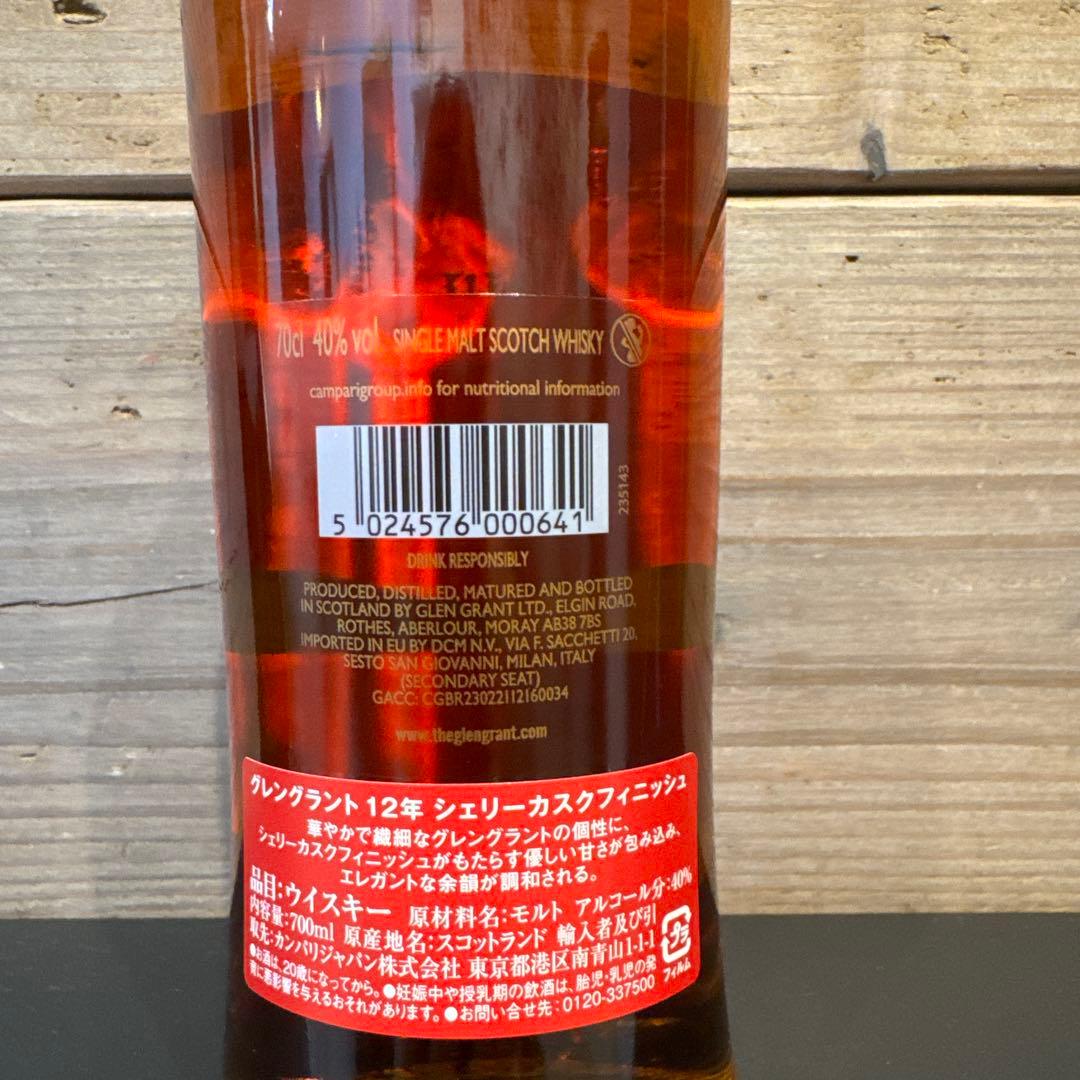 70cl 40% vol. SINGLE MALT SCOTCH WHISKY
camparigroup.info for nutritional information
5 024576 000641
235143
DRINK RESPONSIBLY
PRODUCED, DISTILLED, MATURED AND BOTTLED
IN SCOTLAND BY GLEN GRANT LTD., ELGIN ROAD,
ROTHES, ABERLOUR, MORAY AB38 7BS
IMPORTED IN EU BY DCM N.V., VIA F. SACCHETTI 20,
SESTO SAN GIOVANNI, MILAN, ITALY
(SECONDARY SEAT)
GACC: CGBR23022112160034
www.theglengrant.com
グレングラント 12年 シェリーカスクフィニッシュ
華やかで繊細なグレングラントの個性に、
シェリーカスクフィニッシュがもたらす優しい甘さが包み込み、
エレガントな余韻が調和される。
品目:ウイスキー 原材料名:モルト アルコール分:40%
内容量:700ml 原産地名:スコットランド 輸入者及び引
取先:カンパリジャパン株式会社 東京都港区南青山1-1-1
●お酒は、20歳になってから。●妊娠中や授乳期の飲酒は、胎児・乳児の発
育に悪影響を与えるおそれがあります。●お問い合せ先:0120-337500
プラ
フィルム